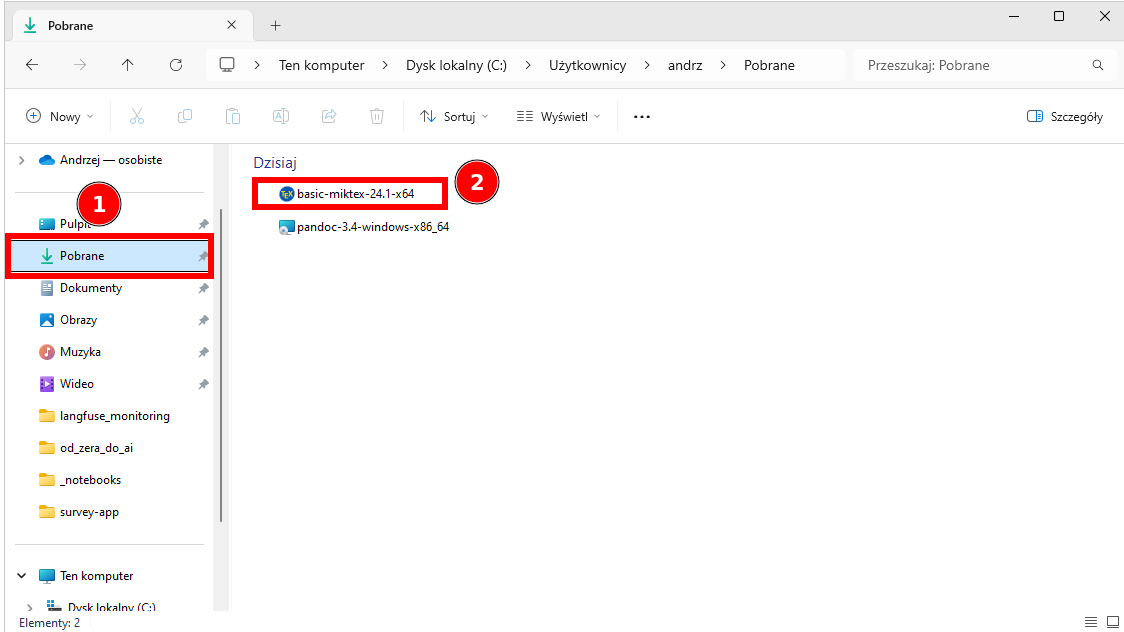 Pobrane
Ten komputer Dysk lokalny (C:) Użytkownicy andrz Pobrane Przeszukaj: Pobrane
Nowy Sortuj Wyświetl Szczegóły
Andrzej — osobiste
1
Pulpit
Pobrane
Dokumenty
Obrazy
Muzyka
Wideo
langfuse_monitoring
od_zera_do_ai
_notebooks
survey-app
Ten komputer
Dysk lokalny (C:)
Dzisiaj
2
basic-miktex-24.1-x64
pandoc-3.4-windows-x86_64
Elementy: 2